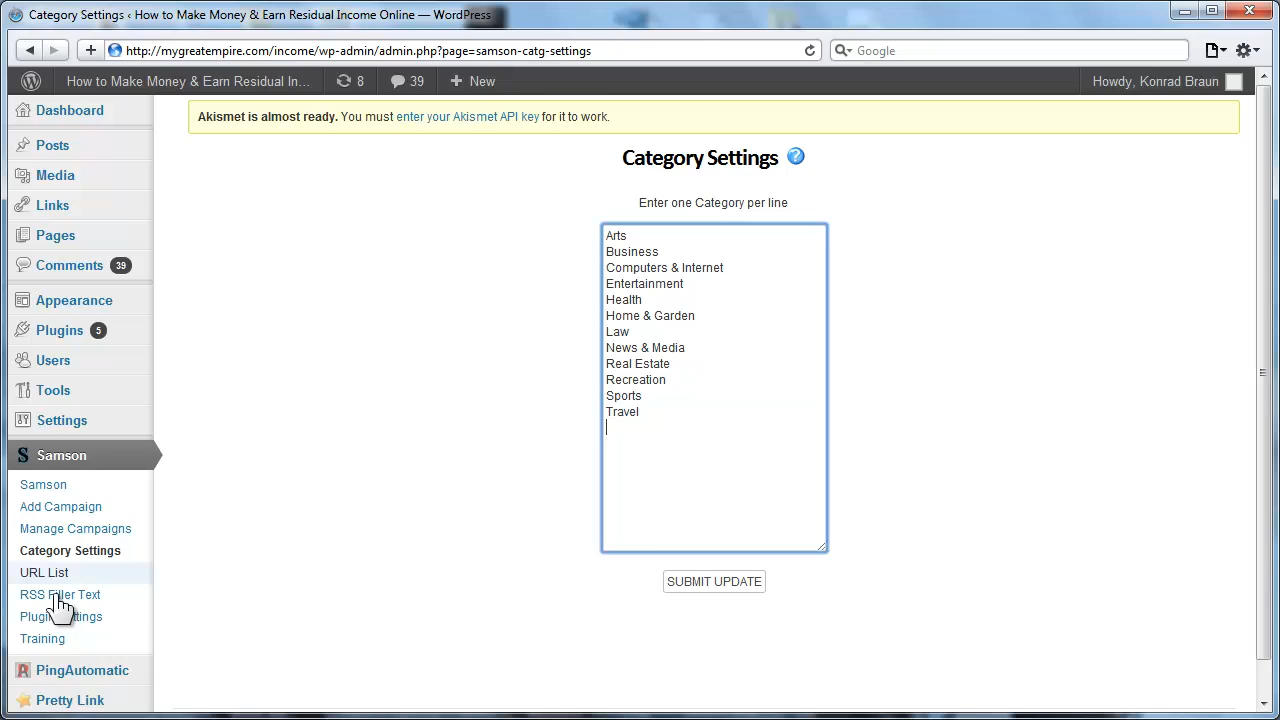 Category Settings ‹ How to Make Money & Earn Residual Income Online — WordPress
http://mygreatempire.com/income/wp-admin/admin.php?page=samson-catg-settings
Google
How to Make Money & Earn Residual In...
8
39
New
Howdy, Konrad Braun
Dashboard
Posts
Media
Links
Pages
Comments 39
Appearance
Plugins 5
Users
Tools
Settings
Samson
Samson
Add Campaign
Manage Campaigns
Category Settings
URL List
RSS Filler Text
Plugin Settings
Training
PingAutomatic
Pretty Link
Akismet is almost ready. You must enter your Akismet API key for it to work.
Category Settings
Enter one Category per line
Arts
Business
Computers & Internet
Entertainment
Health
Home & Garden
Law
News & Media
Real Estate
Recreation
Sports
Travel
SUBMIT UPDATE